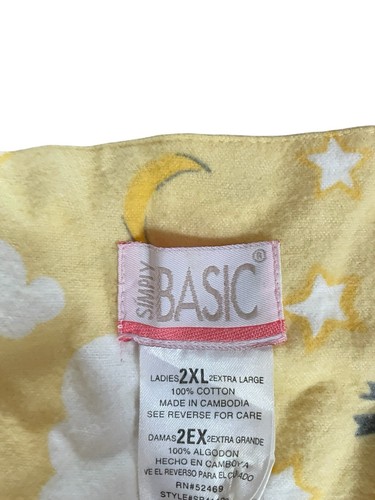 SIMPLY
BASIC®
LADIES 2XL 2EXTRA LARGE
100% COTTON
MADE IN CAMBODIA
SEE REVERSE FOR CARE
DAMAS 2EX 2EXTRA GRANDE
100% ALGODON
HECHO EN CAMBOYA
VE EL REVERSO PARA EL CUIDADO
RN#52469